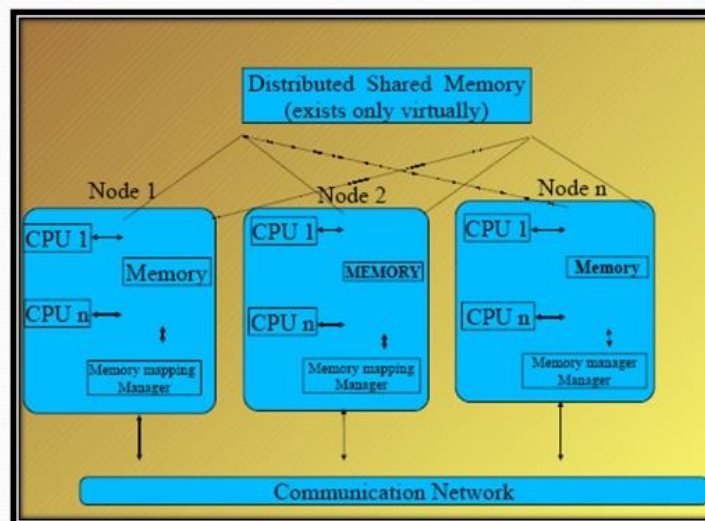 Distributed Shared Memory
(exists only virtually)
Node 1
Node 2
Node n
CPU 1
Memory
CPU n
Memory mapping
Manager
CPU 1
MEMORY
CPU n
Memory mapping
Manager
CPU 1
Memory
CPU n
Memory manager
Manager
Communication Network